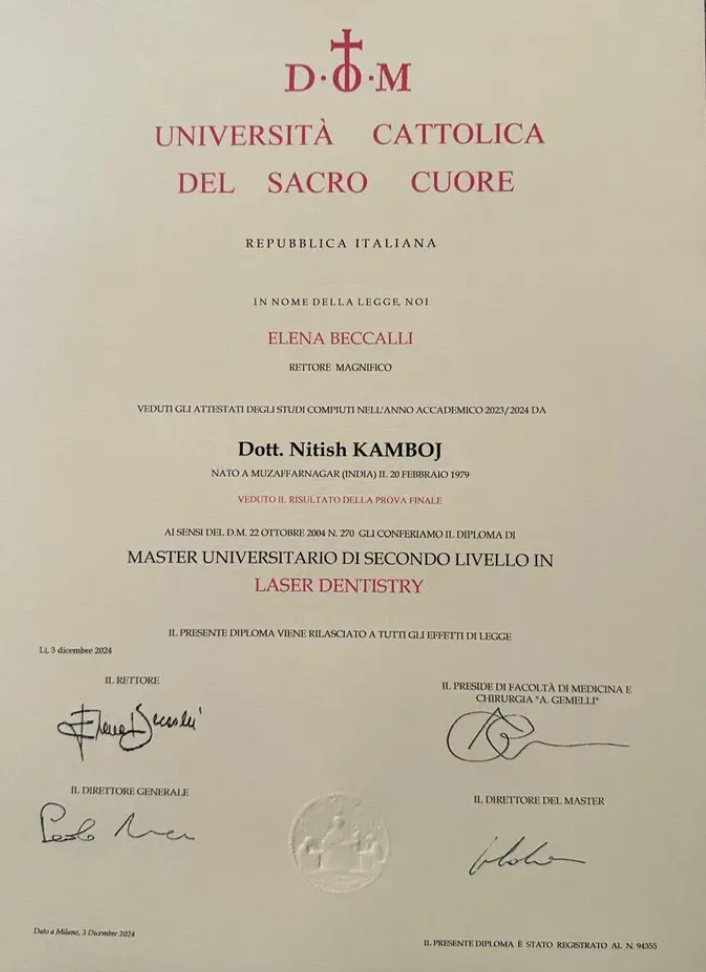 D·O·M
UNIVERSITÀ CATTOLICA
DEL SACRO CUORE
REPUBBLICA ITALIANA
IN NOME DELLA LEGGE, NOI
ELENA BECCALLI
RETTORE MAGNIFICO
VEDUTI GLI ATTESTATI DEGLI STUDI COMPIUTI NELL'ANNO ACCADEMICO 2023/2024 DA
Dott. Nitish KAMBOJ
NATO A MUZAFFARNAGAR (INDIA) IL 20 FEBBRAIO 1979
VEDUTO IL RISULTATO DELLA PROVA FINALE
AI SENSI DEL D.M. 22 OTTOBRE 2004 N. 270 GLI CONFERIAMO IL DIPLOMA DI
MASTER UNIVERSITARIO DI SECONDO LIVELLO IN
LASER DENTISTRY
IL PRESENTE DIPLOMA VIENE RILASCIATO A TUTTI GLI EFFETTI DI LEGGE
Lì, 3 dicembre 2024
IL RETTORE
Elena Beccalli
IL PRESIDE DI FACOLTÀ DI MEDICINA E
CHIRURGIA "A. GEMELLI"
IL DIRETTORE GENERALE
Paolo
IL DIRETTORE DEL MASTER
Dato a Milano, 3 Dicembre 2024
IL PRESENTE DIPLOMA È STATO REGISTRATO AL N. 94355